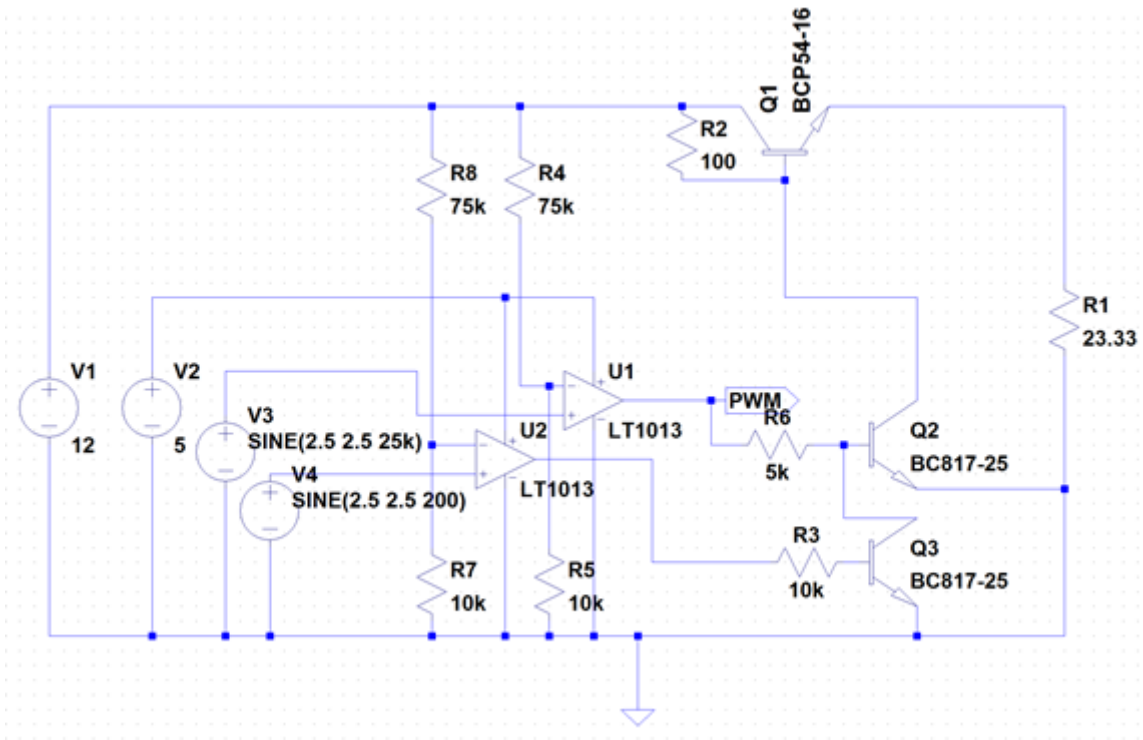 Q1
BCP54-16
R2
100
R8
75k
R4
75k
R1
23.33
V1
12
V2
5
V3
SINE(2.5 2.5 25k)
V4
SINE(2.5 2.5 200)
U1
LT1013
U2
LT1013
PWM
R6
5k
Q2
BC817-25
R3
10k
Q3
BC817-25
R7
10k
R5
10k